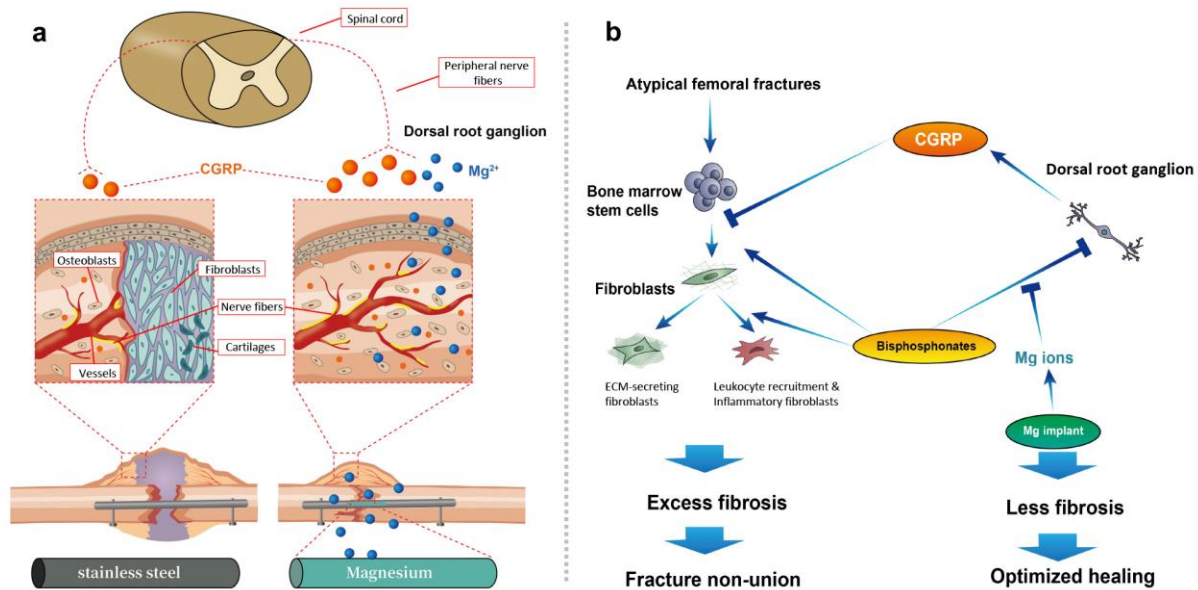 a
Spinal cord
Peripheral nerve
fibers
Dorsal root ganglion
CGRP
Mg²⁺
Osteoblasts
Fibroblasts
Nerve fibers
Cartilages
Vessels
stainless steel
Magnesium
b
Atypical femoral fractures
CGRP
Dorsal root ganglion
Bone marrow
stem cells
Fibroblasts
Bisphosphonates
Mg ions
ECM-secreting
fibroblasts
Leukocyte recruitment &
Inflammatory fibroblasts
Mg implant
Excess fibrosis
Less fibrosis
Fracture non-union
Optimized healing